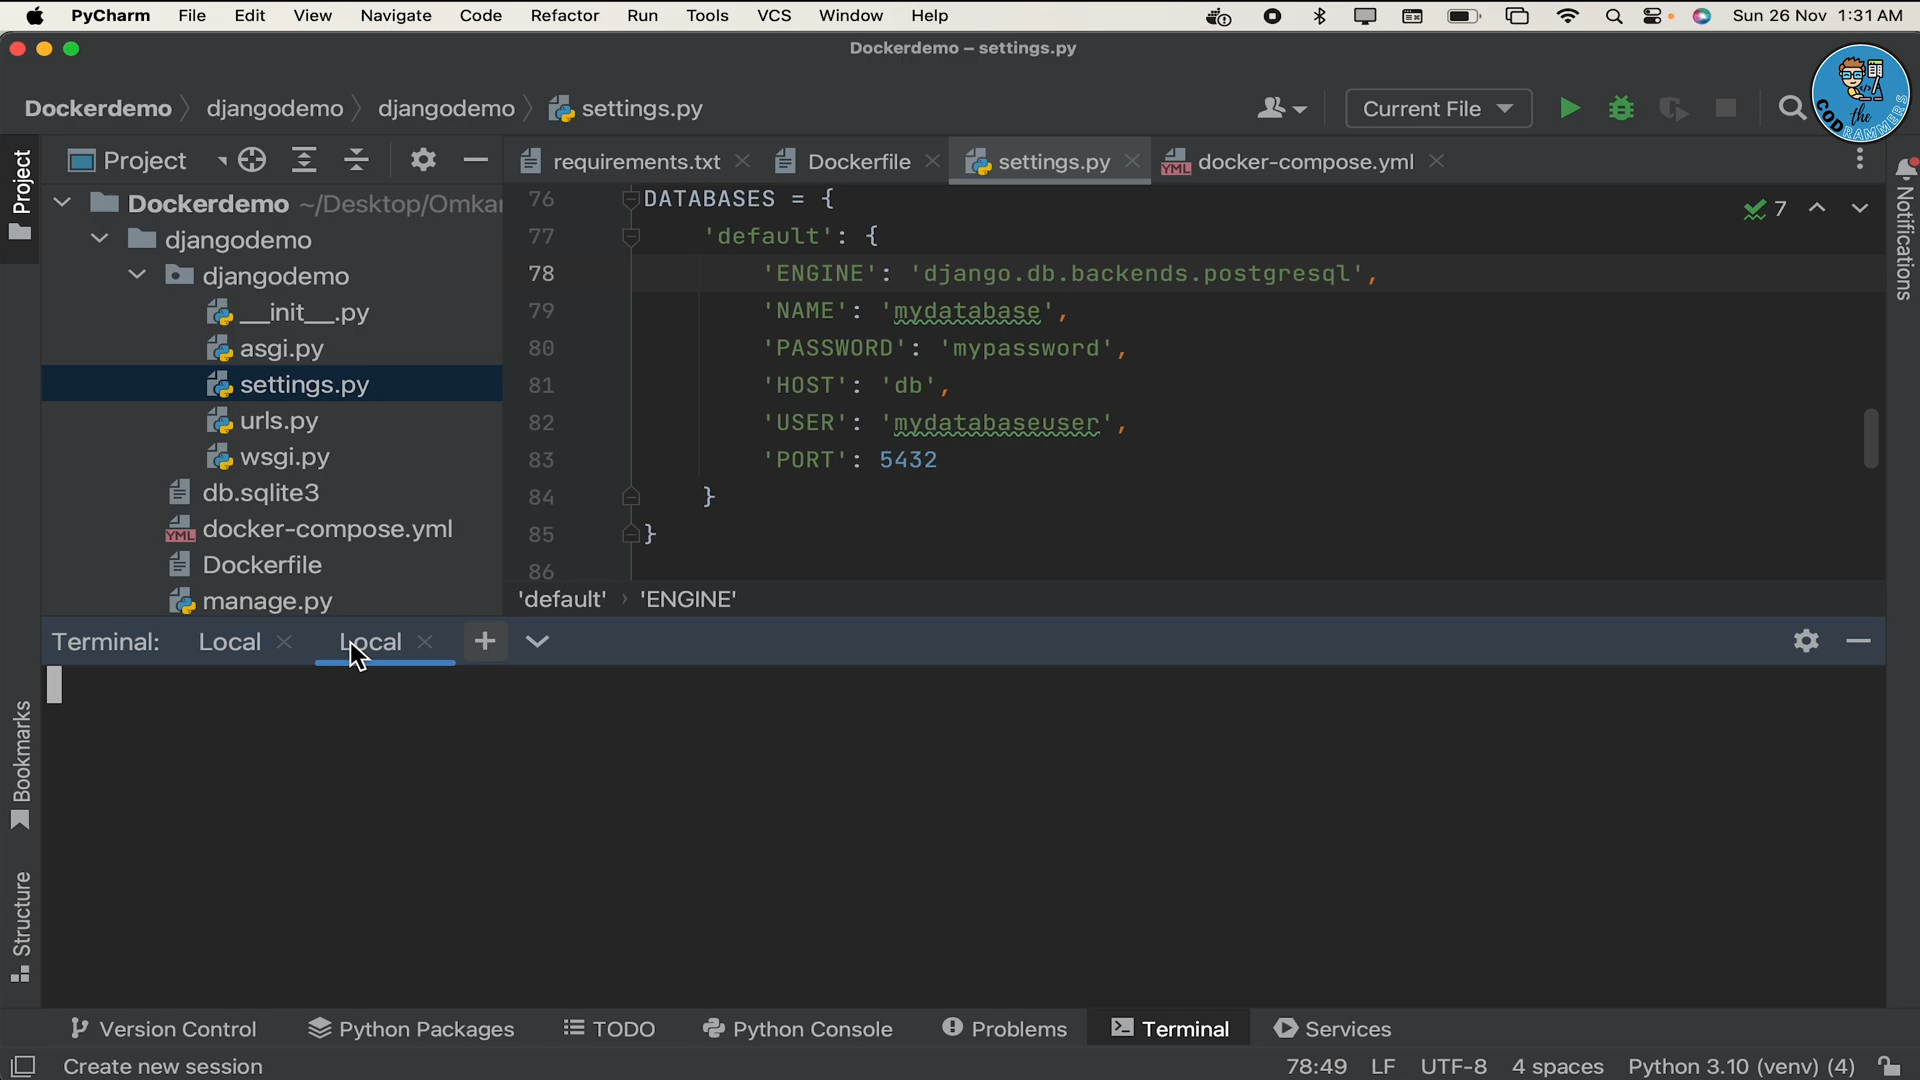 PyCharm File Edit View Navigate Code Refactor Run Tools VCS Window Help Sun 26 Nov 1:31 AM
Dockerdemo – settings.py
Dockerdemo djangodemo djangodemo settings.py Current File
the CODRAMMERS
Project
Project requirements.txt Dockerfile settings.py docker-compose.yml
Notifications
Dockerdemo ~/Desktop/Omkar
djangodemo
djangodemo
__init__.py
asgi.py
settings.py
urls.py
wsgi.py
db.sqlite3
docker-compose.yml
YML
Dockerfile
manage.py
YML
7
76 DATABASES = {
77 'default': {
78 'ENGINE': 'django.db.backends.postgresql',
79 'NAME': 'mydatabase',
80 'PASSWORD': 'mypassword',
81 'HOST': 'db',
82 'USER': 'mydatabaseuser',
83 'PORT': 5432
84 }
85 }
86
'default' › 'ENGINE'
Terminal: Local Local
Bookmarks
Structure
Version Control Python Packages TODO Python Console Problems Terminal Services
Create new session 78:49 LF UTF-8 4 spaces Python 3.10 (venv) (4)